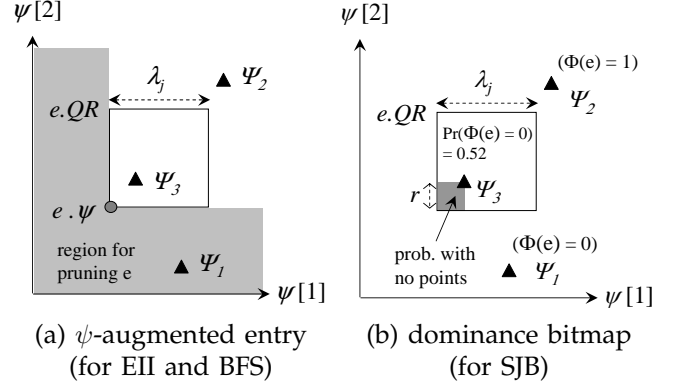 ψ[2]
λj
Ψ2
e.QR
Ψ3
e . ψ
region for
pruning e
Ψ1
ψ[1]
(a) ψ-augmented entry
(for EII and BFS)
ψ[2]
(Φ(e) = 1)
λj
Ψ2
e.QR
Pr(Φ(e) = 0)
= 0.52
r
Ψ3
prob. with
no points
(Φ(e) = 0)
Ψ1
ψ[1]
(b) dominance bitmap
(for SJB)